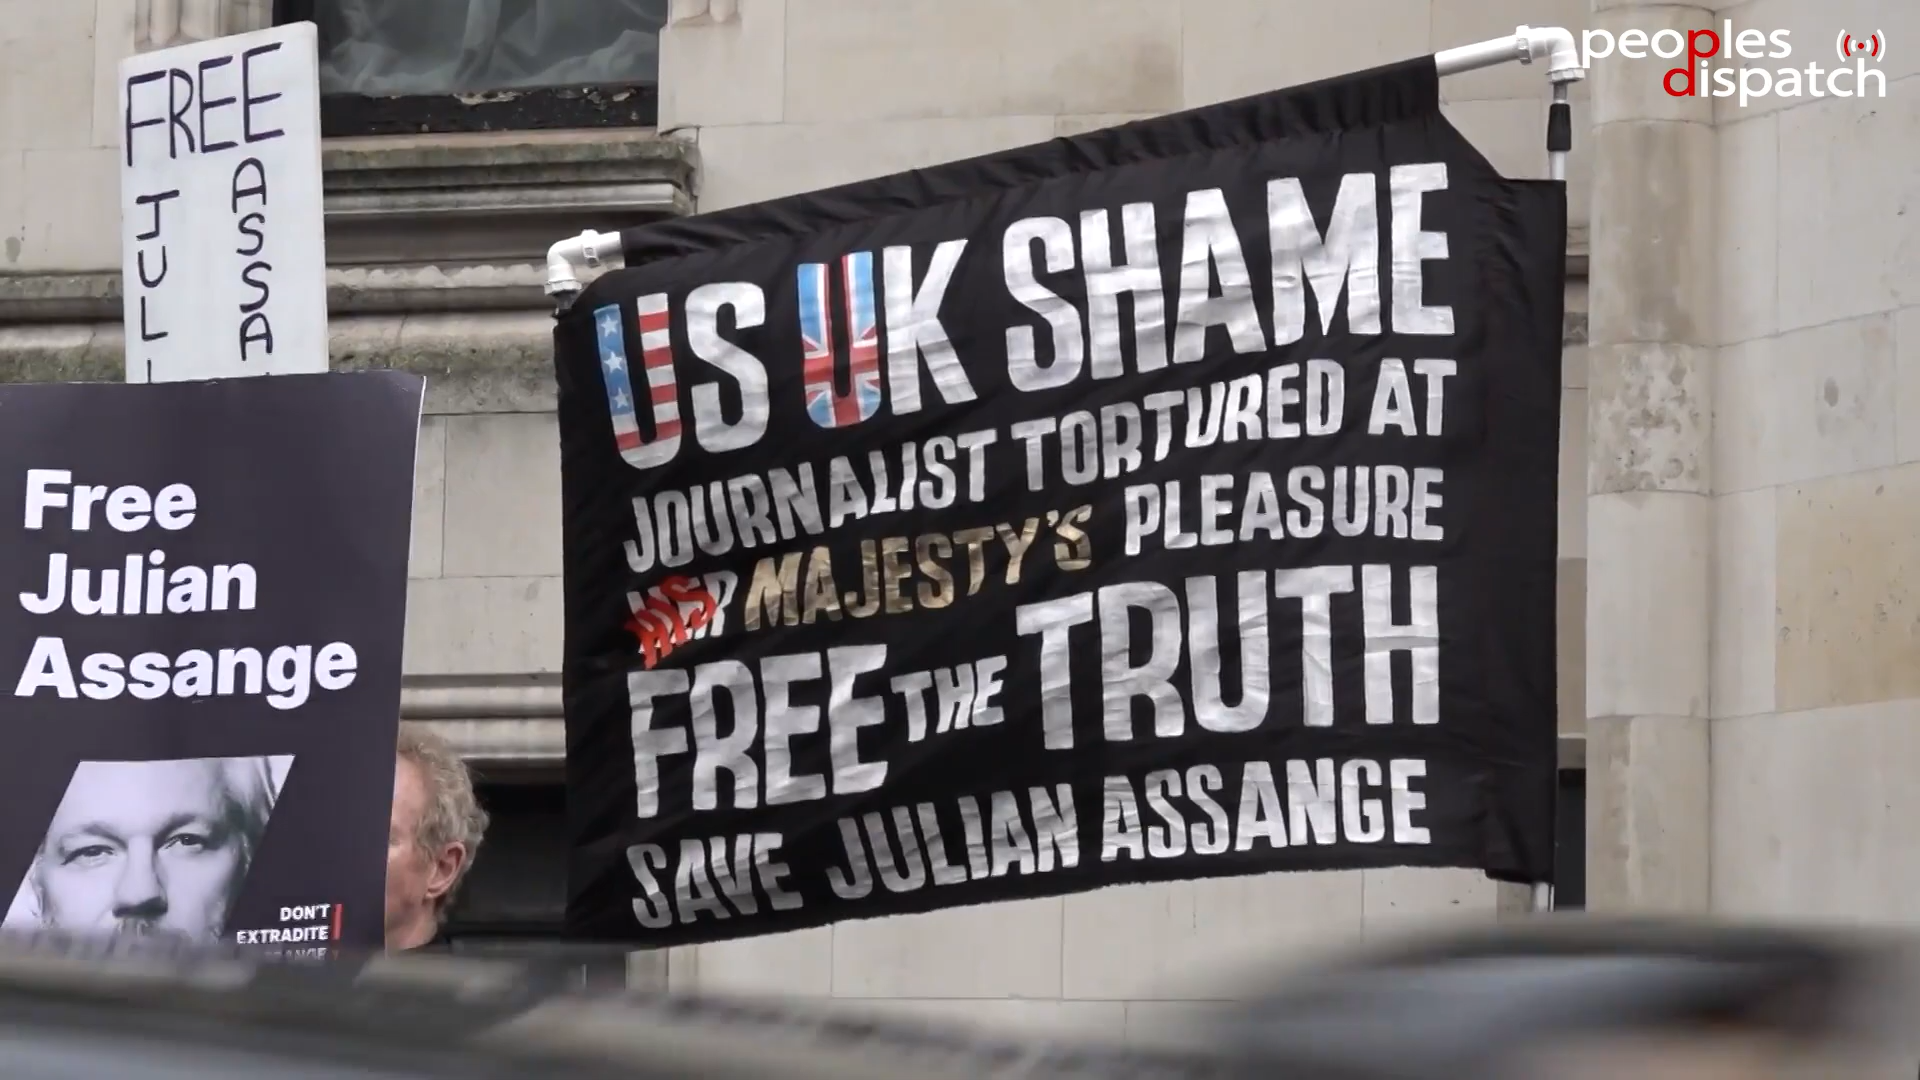 peoples
dispatch
FREE
JULI
ASSA
Free
Julian
Assange
DON'T
EXTRADITE
US UK SHAME
JOURNALIST TORTURED AT
HIS MAJESTY'S PLEASURE
FREE THE TRUTH
SAVE JULIAN ASSANGE